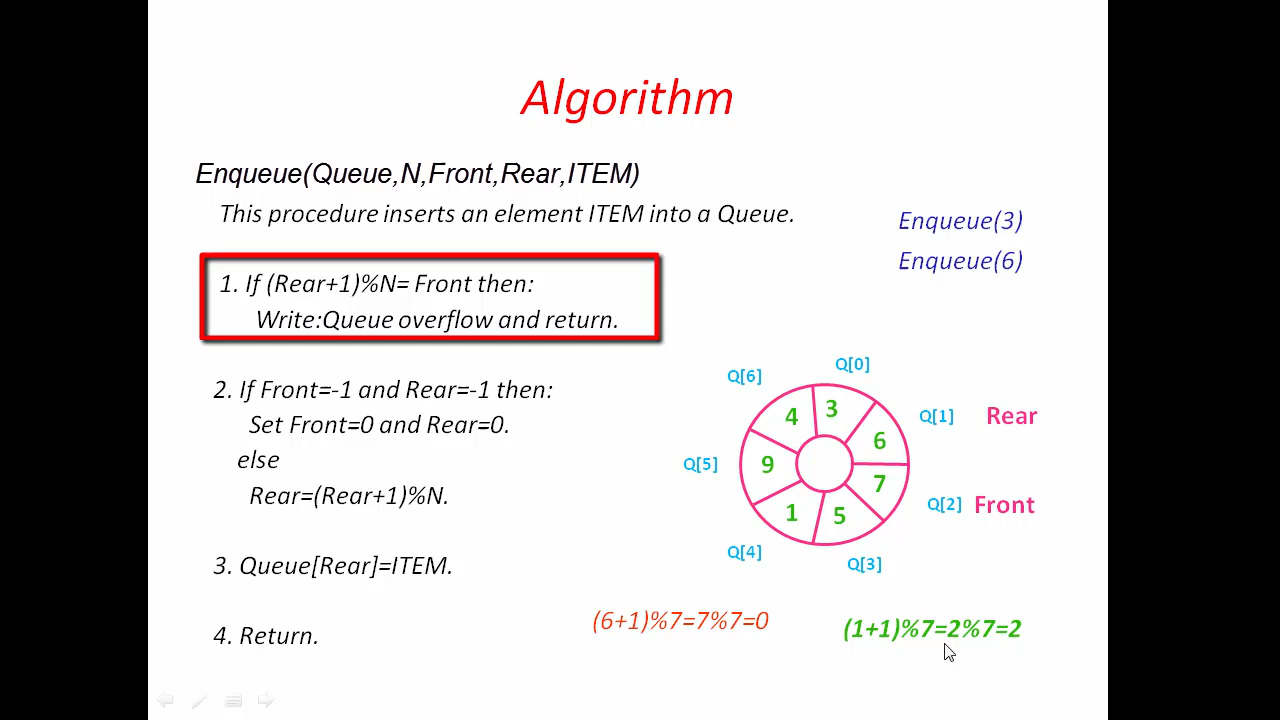 Algorithm
Enqueue(Queue,N,Front,Rear,ITEM)
This procedure inserts an element ITEM into a Queue.
Enqueue(3)
Enqueue(6)
1. If (Rear+1)%N= Front then:
Write:Queue overflow and return.
2. If Front=-1 and Rear=-1 then:
Set Front=0 and Rear=0.
else
Rear=(Rear+1)%N.
3. Queue[Rear]=ITEM.
4. Return.
Q[6]
Q[0]
4
3
Q[1]
Rear
6
Q[5]
9
7
Q[2]
Front
1
5
Q[4]
Q[3]
(6+1)%7=7%7=0
(1+1)%7=2%7=2